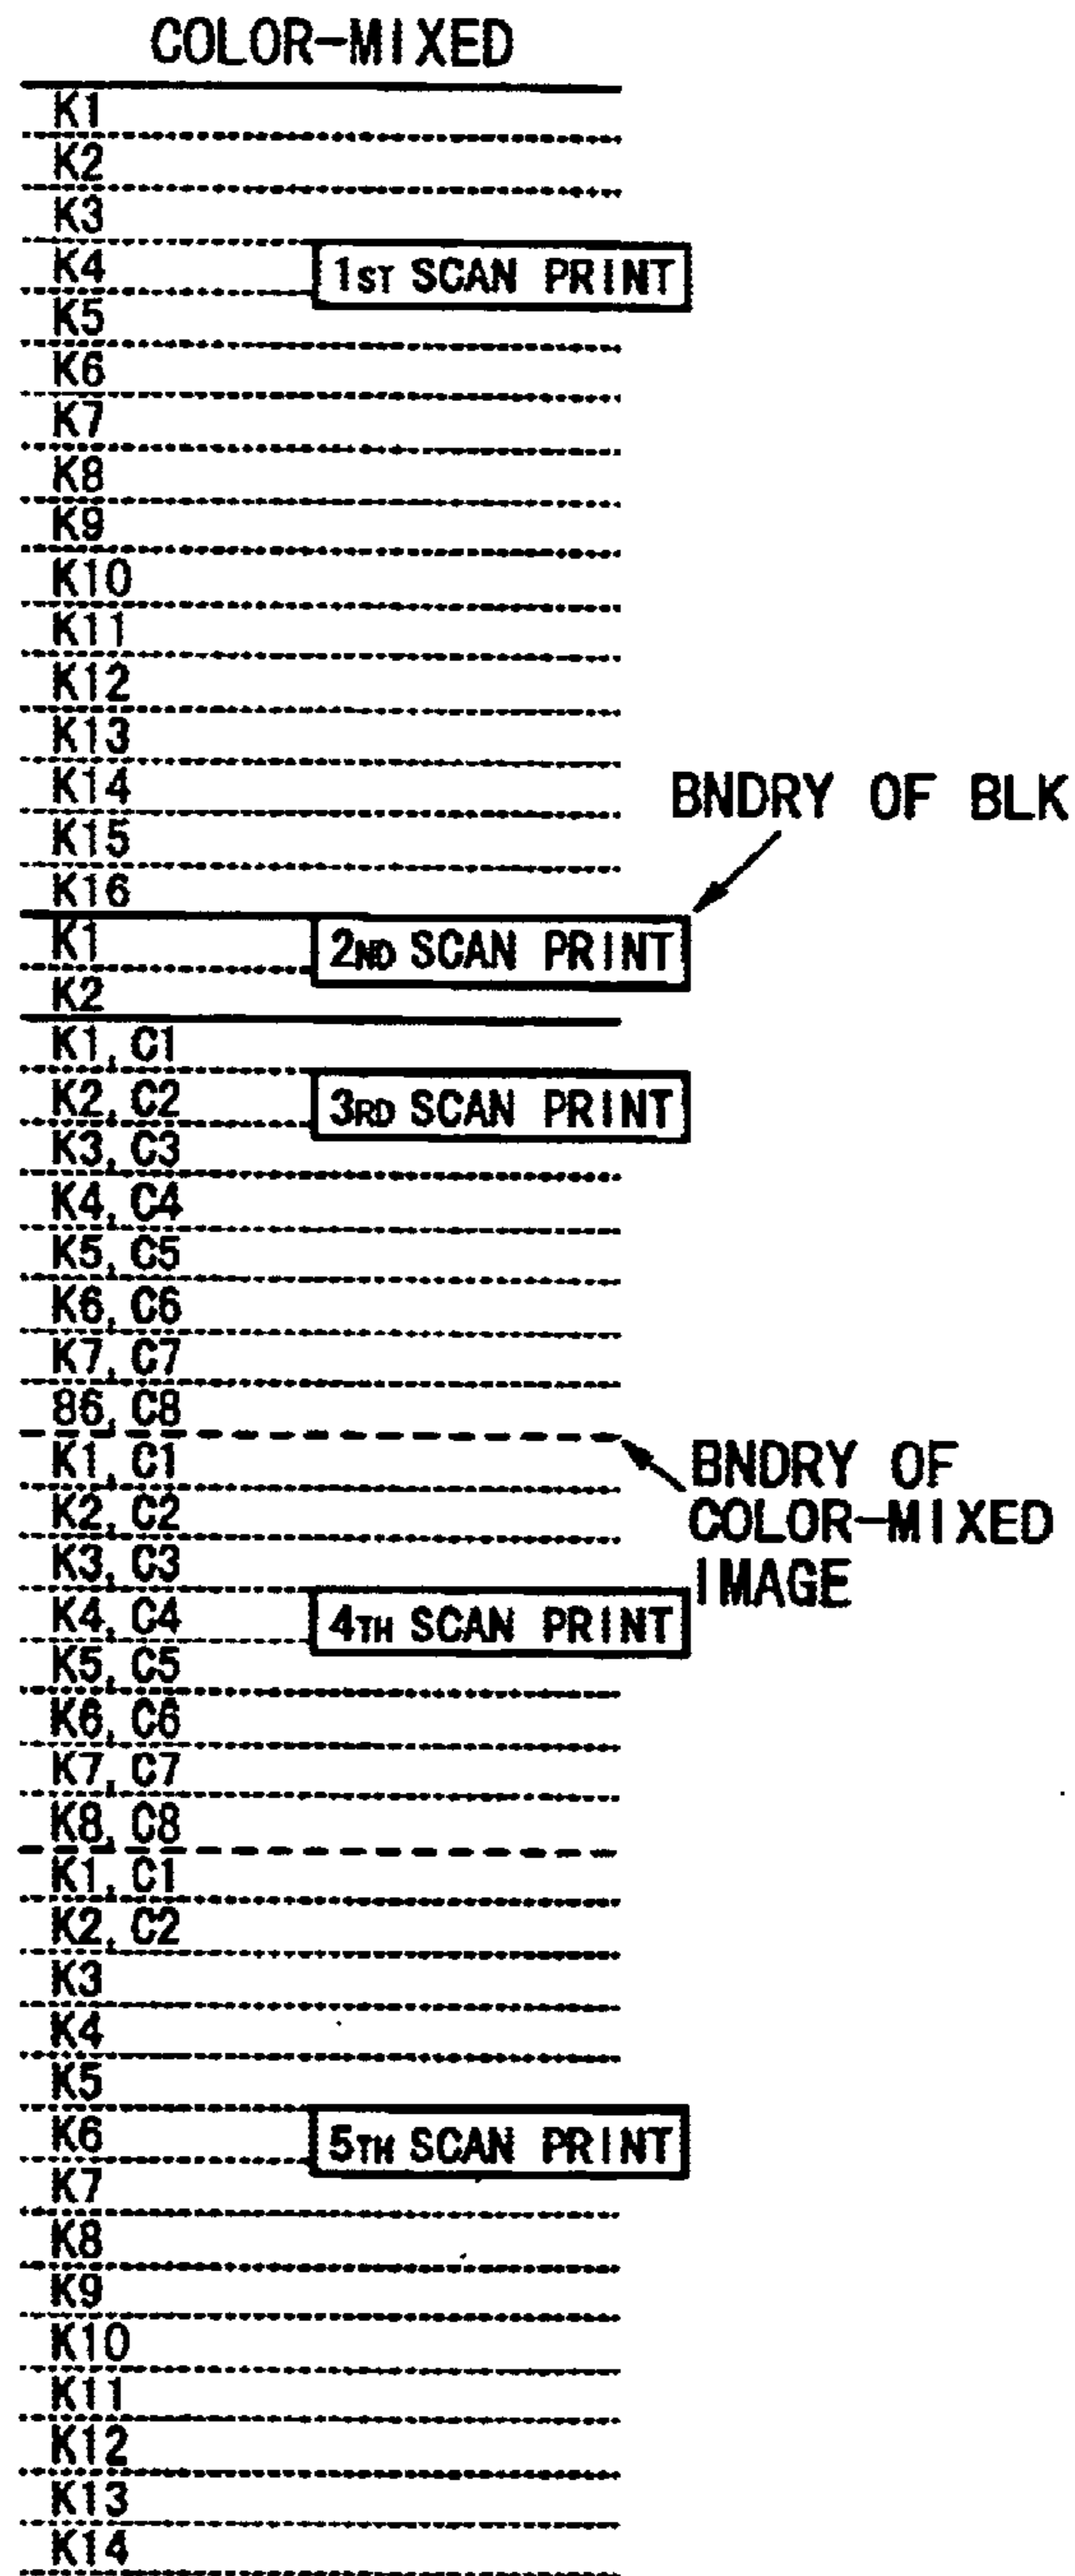 COLOR-MIXED
K1
K2
K3
K4
1ST SCAN PRINT
K5
K6
K7
K8
K9
K10
K11
K12
K13
K14
BNDRY OF BLK
K15
K16
K1
2ND SCAN PRINT
K2
K1, C1
K2, C2
3RD SCAN PRINT
K3, C3
K4, C4
K5, C5
K6, C6
K7, C7
86, C8
K1, C1
BNDRY OF
COLOR-MIXED
IMAGE
K2, C2
K3, C3
K4, C4
4TH SCAN PRINT
K5, C5
K6, C6
K7, C7
K8, C8
K1, C1
K2, C2
K3
K4
K5
K6
5TH SCAN PRINT
K7
K8
K9
K10
K11
K12
K13
K14